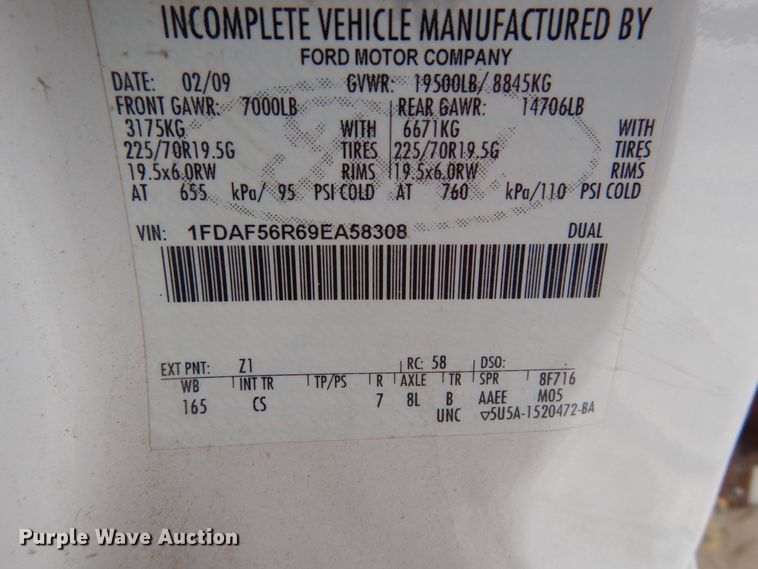 INCOMPLETE VEHICLE MANUFACTURED BY
FORD MOTOR COMPANY
DATE: 02/09 GVWR: 19500LB/ 8845KG
FRONT GAWR: 7000LB REAR GAWR: 14706LB
3175KG WITH 6671KG WITH
225/70R19.5G TIRES 225/70R19.5G TIRES
19.5x6.0RW RIMS 19.5x6.0RW RIMS
AT 655 kPa/ 95 PSI COLD AT 760 kPa/110 PSI COLD
VIN: 1FDAF56R69EA58308 DUAL
EXT PNT: Z1 RC: 58 DSO:
WB INT TR TP/PS R AXLE TR SPR 8F716
165 CS 7 8L B AAEE M05
UNC ▽5U5A-1520472-BA
Purple Wave Auction